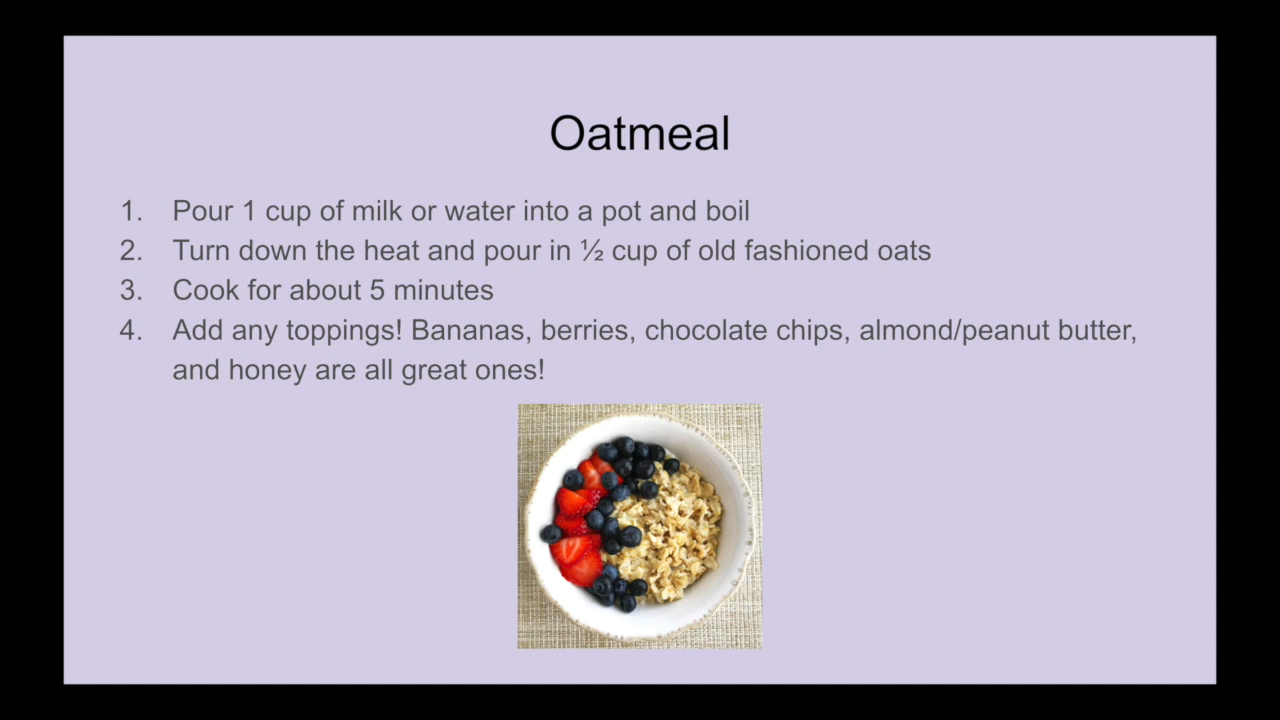 Oatmeal
1. Pour 1 cup of milk or water into a pot and boil
2. Turn down the heat and pour in ½ cup of old fashioned oats
3. Cook for about 5 minutes
4. Add any toppings! Bananas, berries, chocolate chips, almond/peanut butter,
and honey are all great ones!